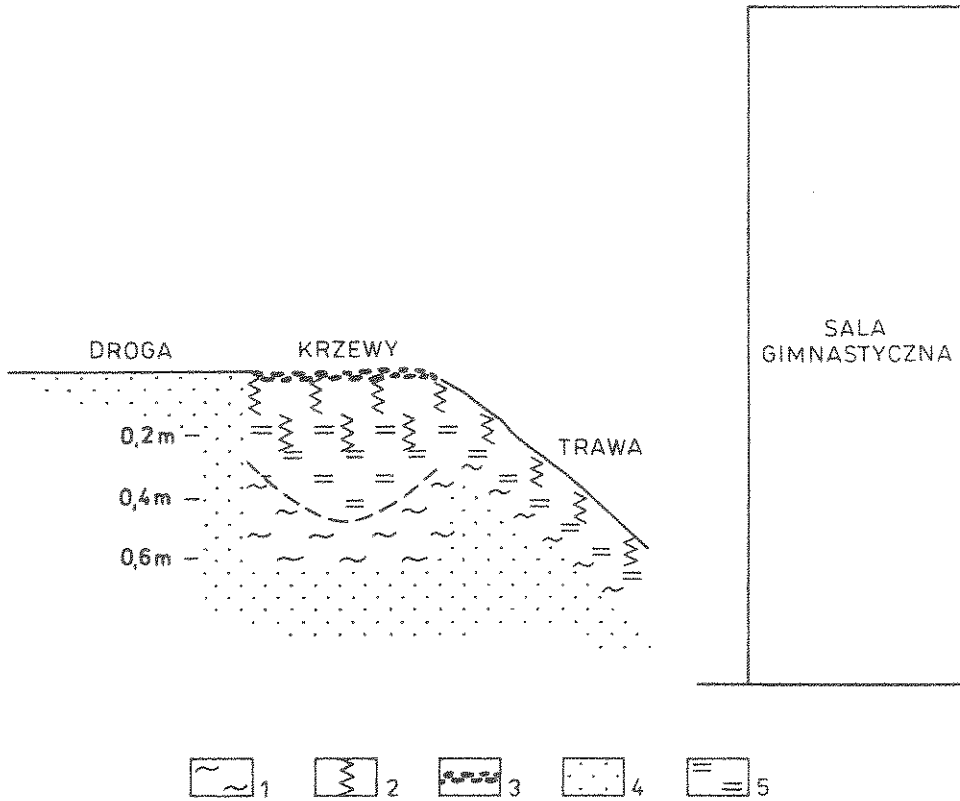 SALA
GIMNASTYCZNA
DROGA
KRZEWY
TRAWA
0,2m
0,4m
0,6m
1
2
3
4
5